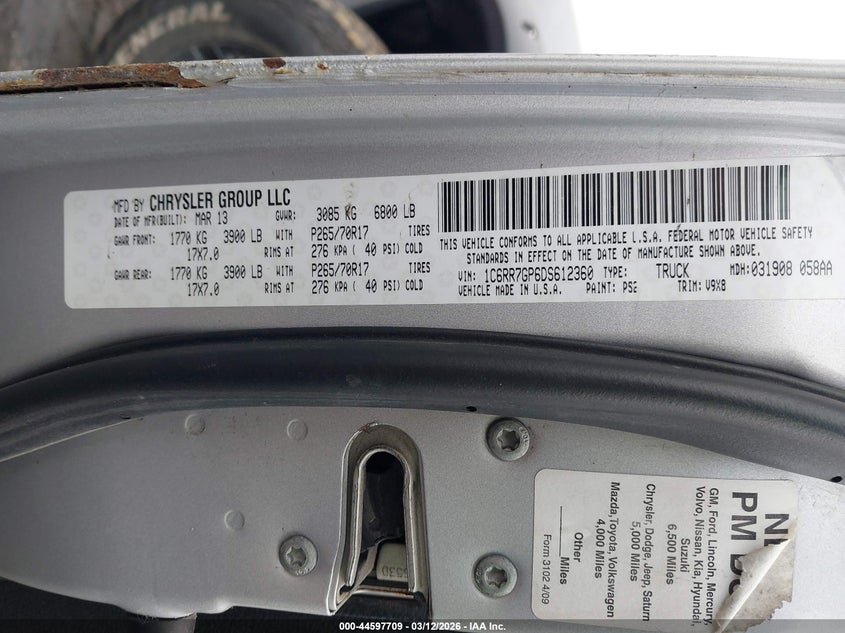 GENERAL
MFD BY CHRYSLER GROUP LLC
DATE OF MFR(BUILT): MAR 13 GVWR: 3085 KG 6800 LB
GAWR FRONT: 1770 KG 3900 LB WITH P265/70R17 TIRES
17X7.0 RIMS AT 276 KPA ( 40 PSI) COLD
GAWR REAR: 1770 KG 3900 LB WITH P265/70R17 TIRES
17X7.0 RIMS AT 276 KPA ( 40 PSI) COLD
THIS VEHICLE CONFORMS TO ALL APPLICABLE U.S.A. FEDERAL MOTOR VEHICLE SAFETY
STANDARDS IN EFFECT ON THE DATE OF MANUFACTURE SHOWN ABOVE.
VIN: 1C6RR7GP6DS612360 TYPE: TRUCK MDH: 031908 058AA
VEHICLE MADE IN U.S.A. PAINT: PS2 TRIM: V9X8
PM
GM, Ford, Lincoln, Mercury,
Volvo, Nissan, Kia, Hyundai,
Suzuki
6,500 Miles
Chrysler, Dodge, Jeep, Saturn
5,000 Miles
Mazda, Toyota, Volkswagen
4,000 Miles
Other
Miles
Form 3102 4/09
000-44597709 - 03/12/2026 - IAA Inc.